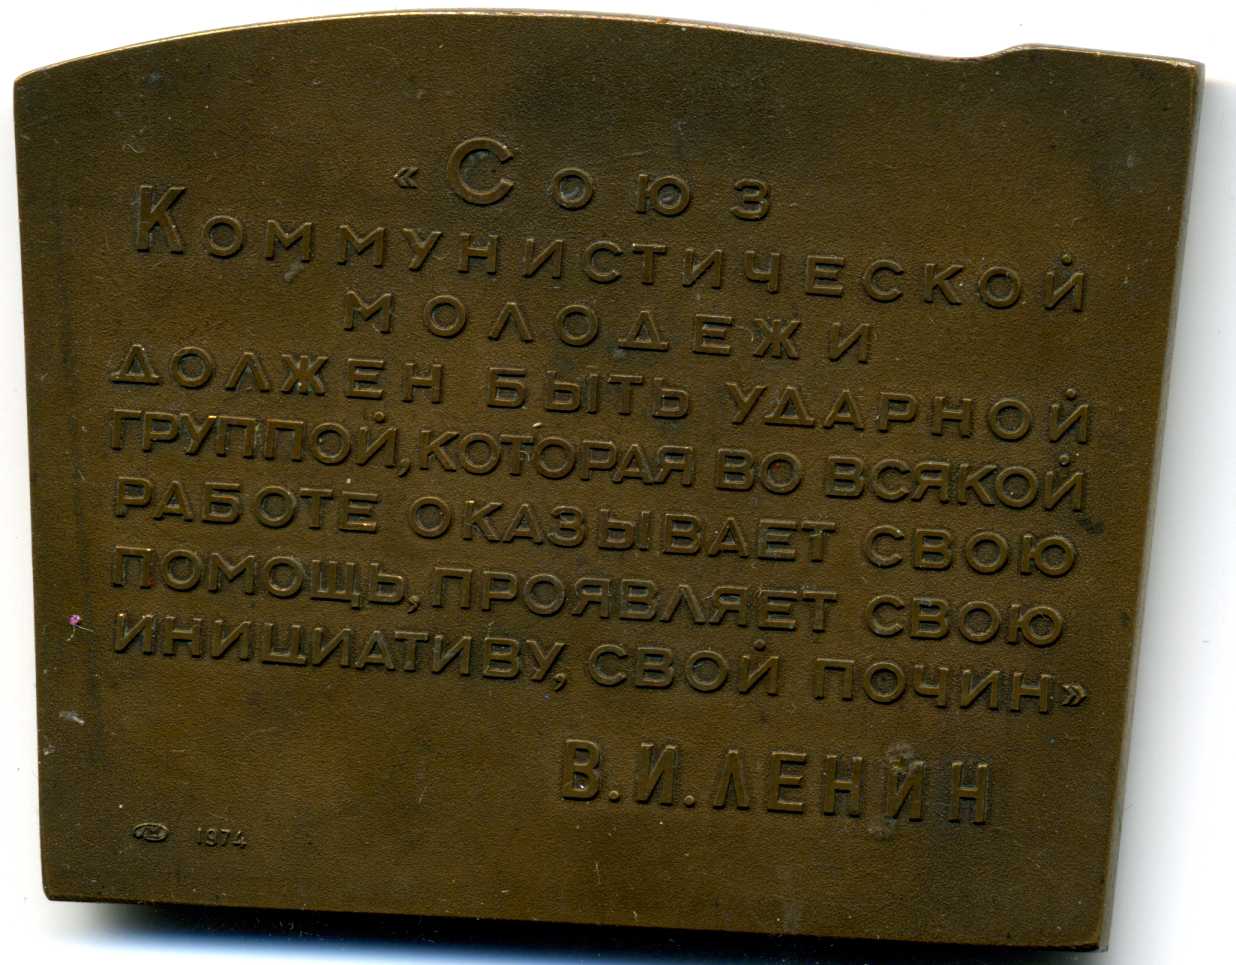 «Союз
Коммунистической
молодежи
должен быть ударной
группой, которая во всякой
работе оказывает свою
помощь, проявляет свою
инициативу, свой почин»
В.И.ЛЕНИН
1974